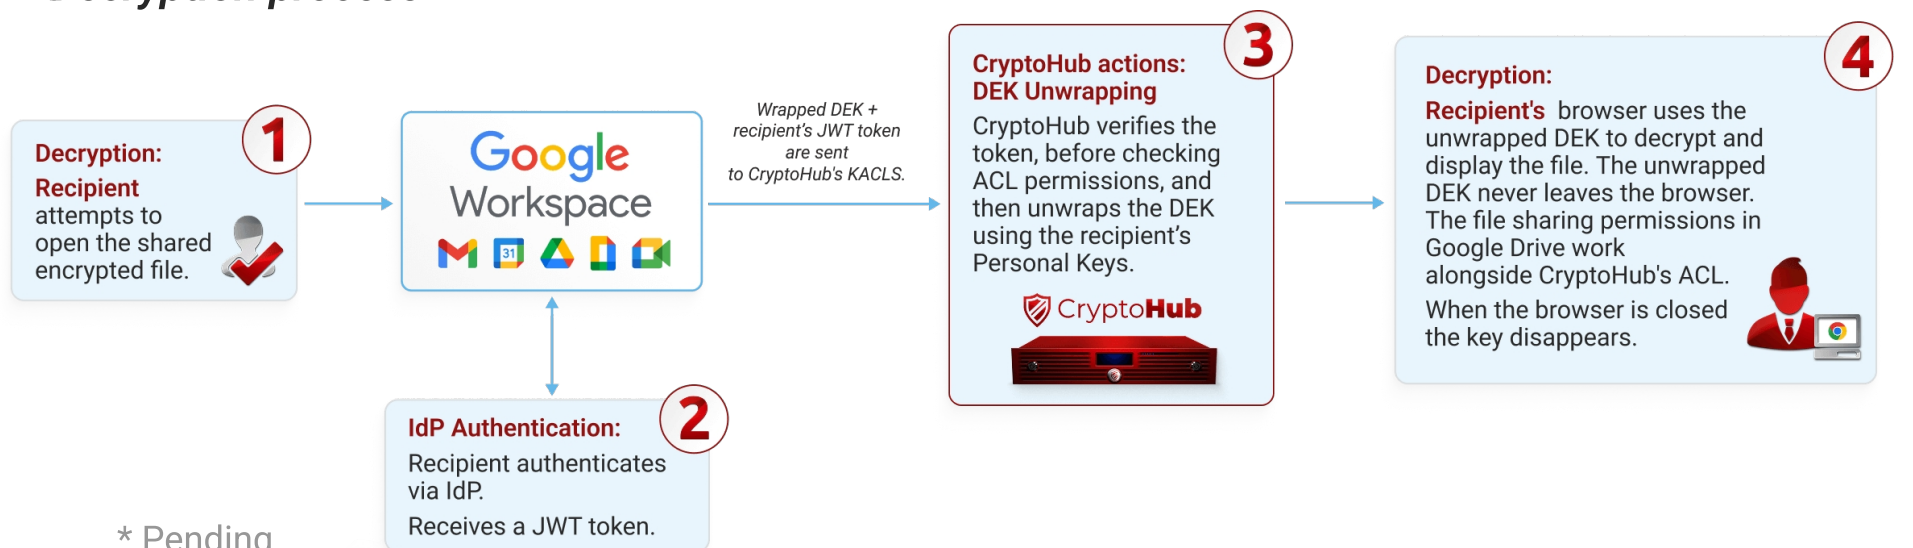 Decryption process
1
Decryption:
Recipient
attempts to
open the shared
encrypted file.
Google
Workspace
31
2
IdP Authentication:
Recipient authenticates
via IdP.
Receives a JWT token.
Wrapped DEK +
recipient's JWT token
are sent
to CryptoHub's KACLS.
3
CryptoHub actions:
DEK Unwrapping
CryptoHub verifies the
token, before checking
ACL permissions, and
then unwraps the DEK
using the recipient's
Personal Keys.
CryptoHub
4
Decryption:
Recipient's browser uses the
unwrapped DEK to decrypt and
display the file. The unwrapped
DEK never leaves the browser.
The file sharing permissions in
Google Drive work
alongside CryptoHub's ACL.
When the browser is closed
the key disappears.
* Pending